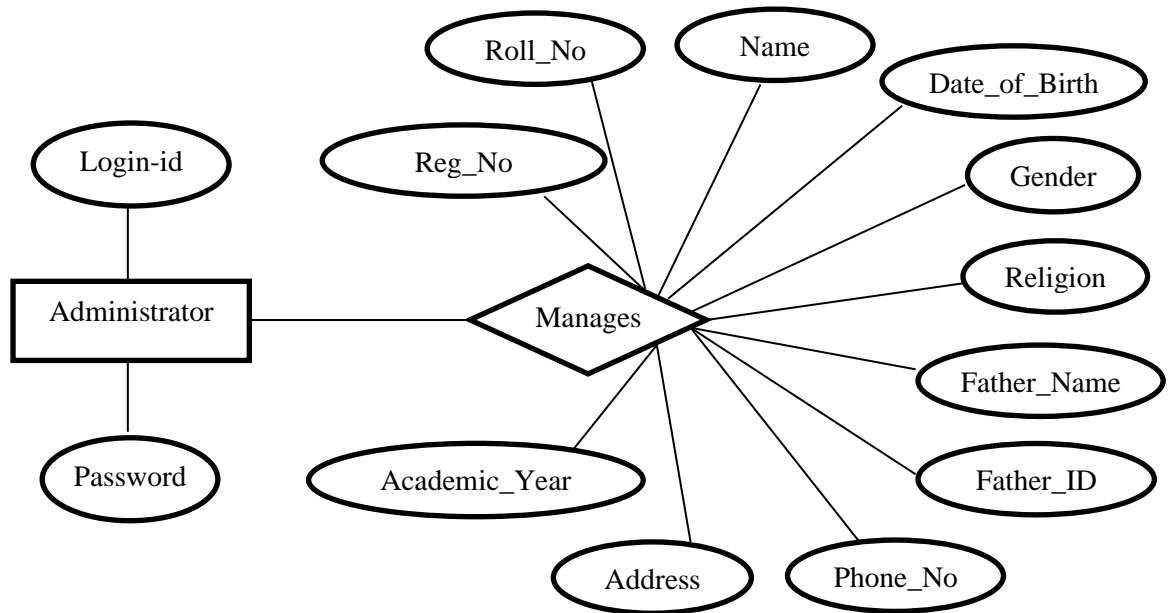 Roll_No
Name
Date_of_Birth
Login-id
Reg_No
Gender
Religion
Administrator
Manages
Father_Name
Password
Academic_Year
Father_ID
Address
Phone_No